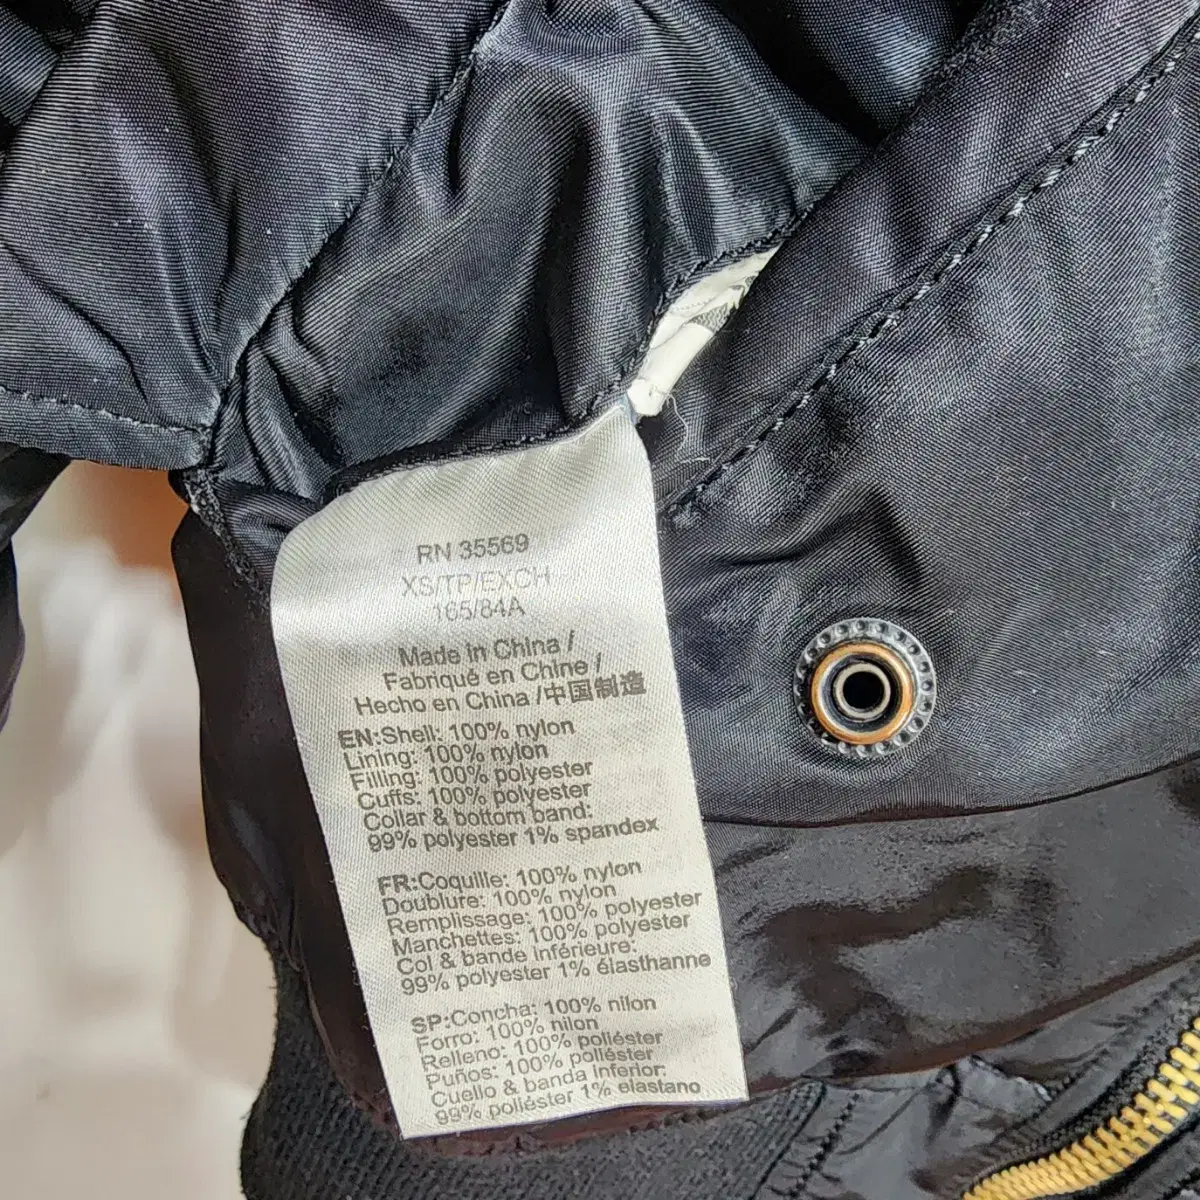 RN 35569
XS/TP/EXCH
165/84A
Made in China /
Fabriqué en Chine /
Hecho en China /中国制造
EN:Shell: 100% nylon
Lining: 100% nylon
Filling: 100% polyester
Cuffs: 100% polyester
Collar & bottom band:
99% polyester 1% spandex
FR:Coquille: 100% nylon
Doublure: 100% nylon
Remplissage: 100% polyester
Manchettes: 100% polyester
Col & bande inférieure:
99% polyester 1% élasthanne
SP:Concha: 100% nilon
Forro: 100% nilon
Relleno: 100% poliéster
Puños: 100% poliéster
Cuello & banda inferior:
99% poliéster 1% elastano